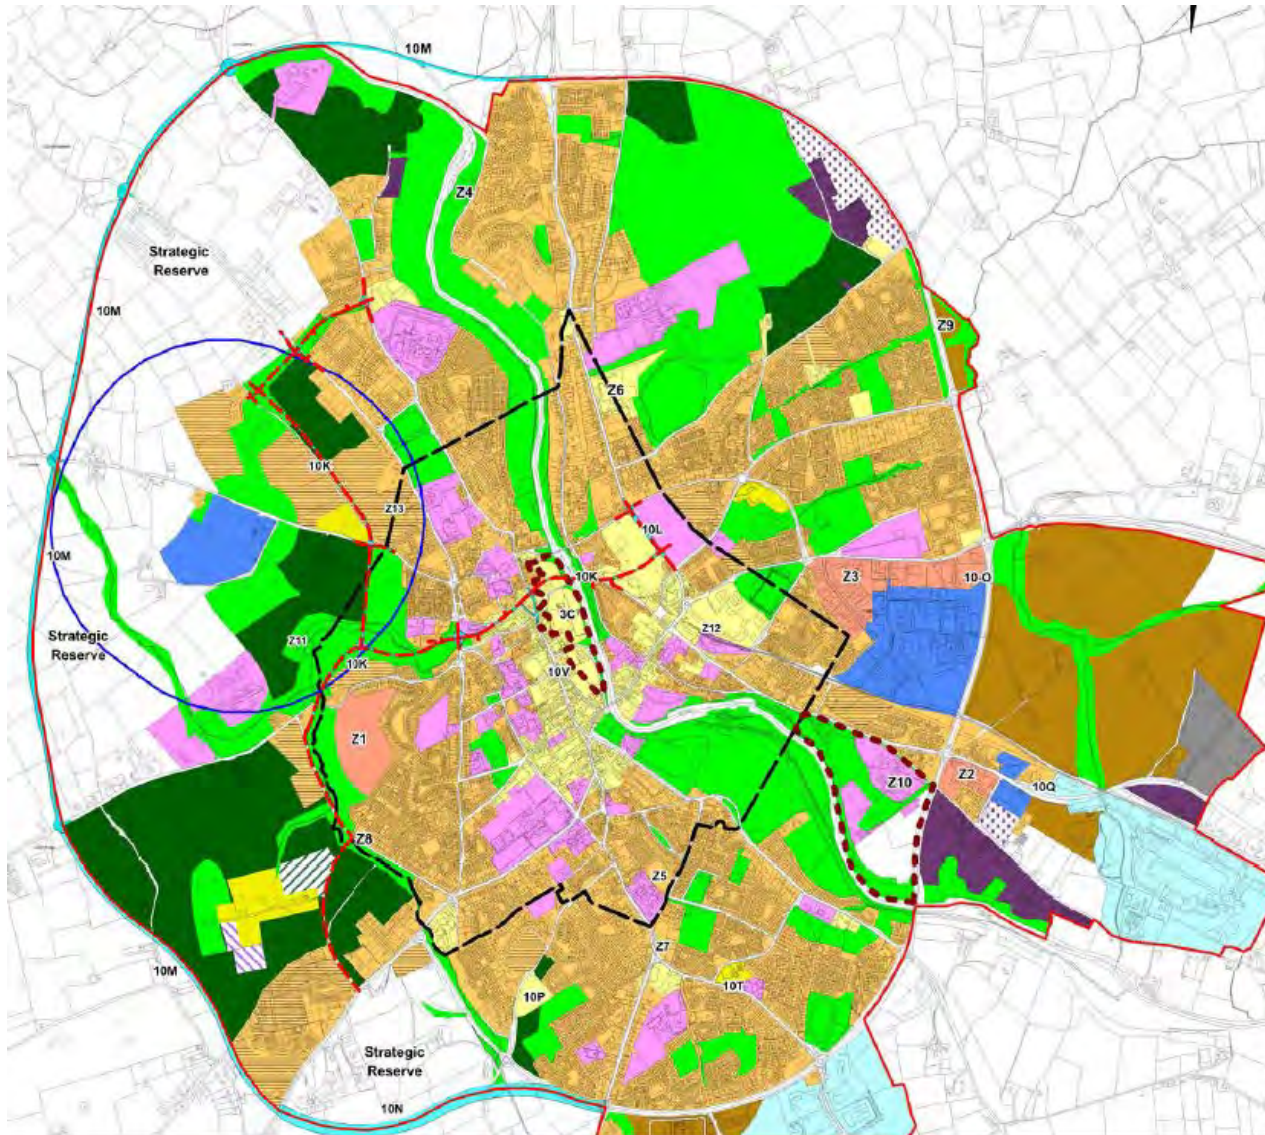 10M
Z4
Strategic
Reserve
10M
Z9
Z6
10K
Z13
10L
10M
Z3
10-O
10K
3C
Z12
Strategic
Reserve
Z11
10K
10V
Z1
Z10
Z2
10Q
Z8
Z5
Z7
10M
10T
10P
Strategic
Reserve
10N